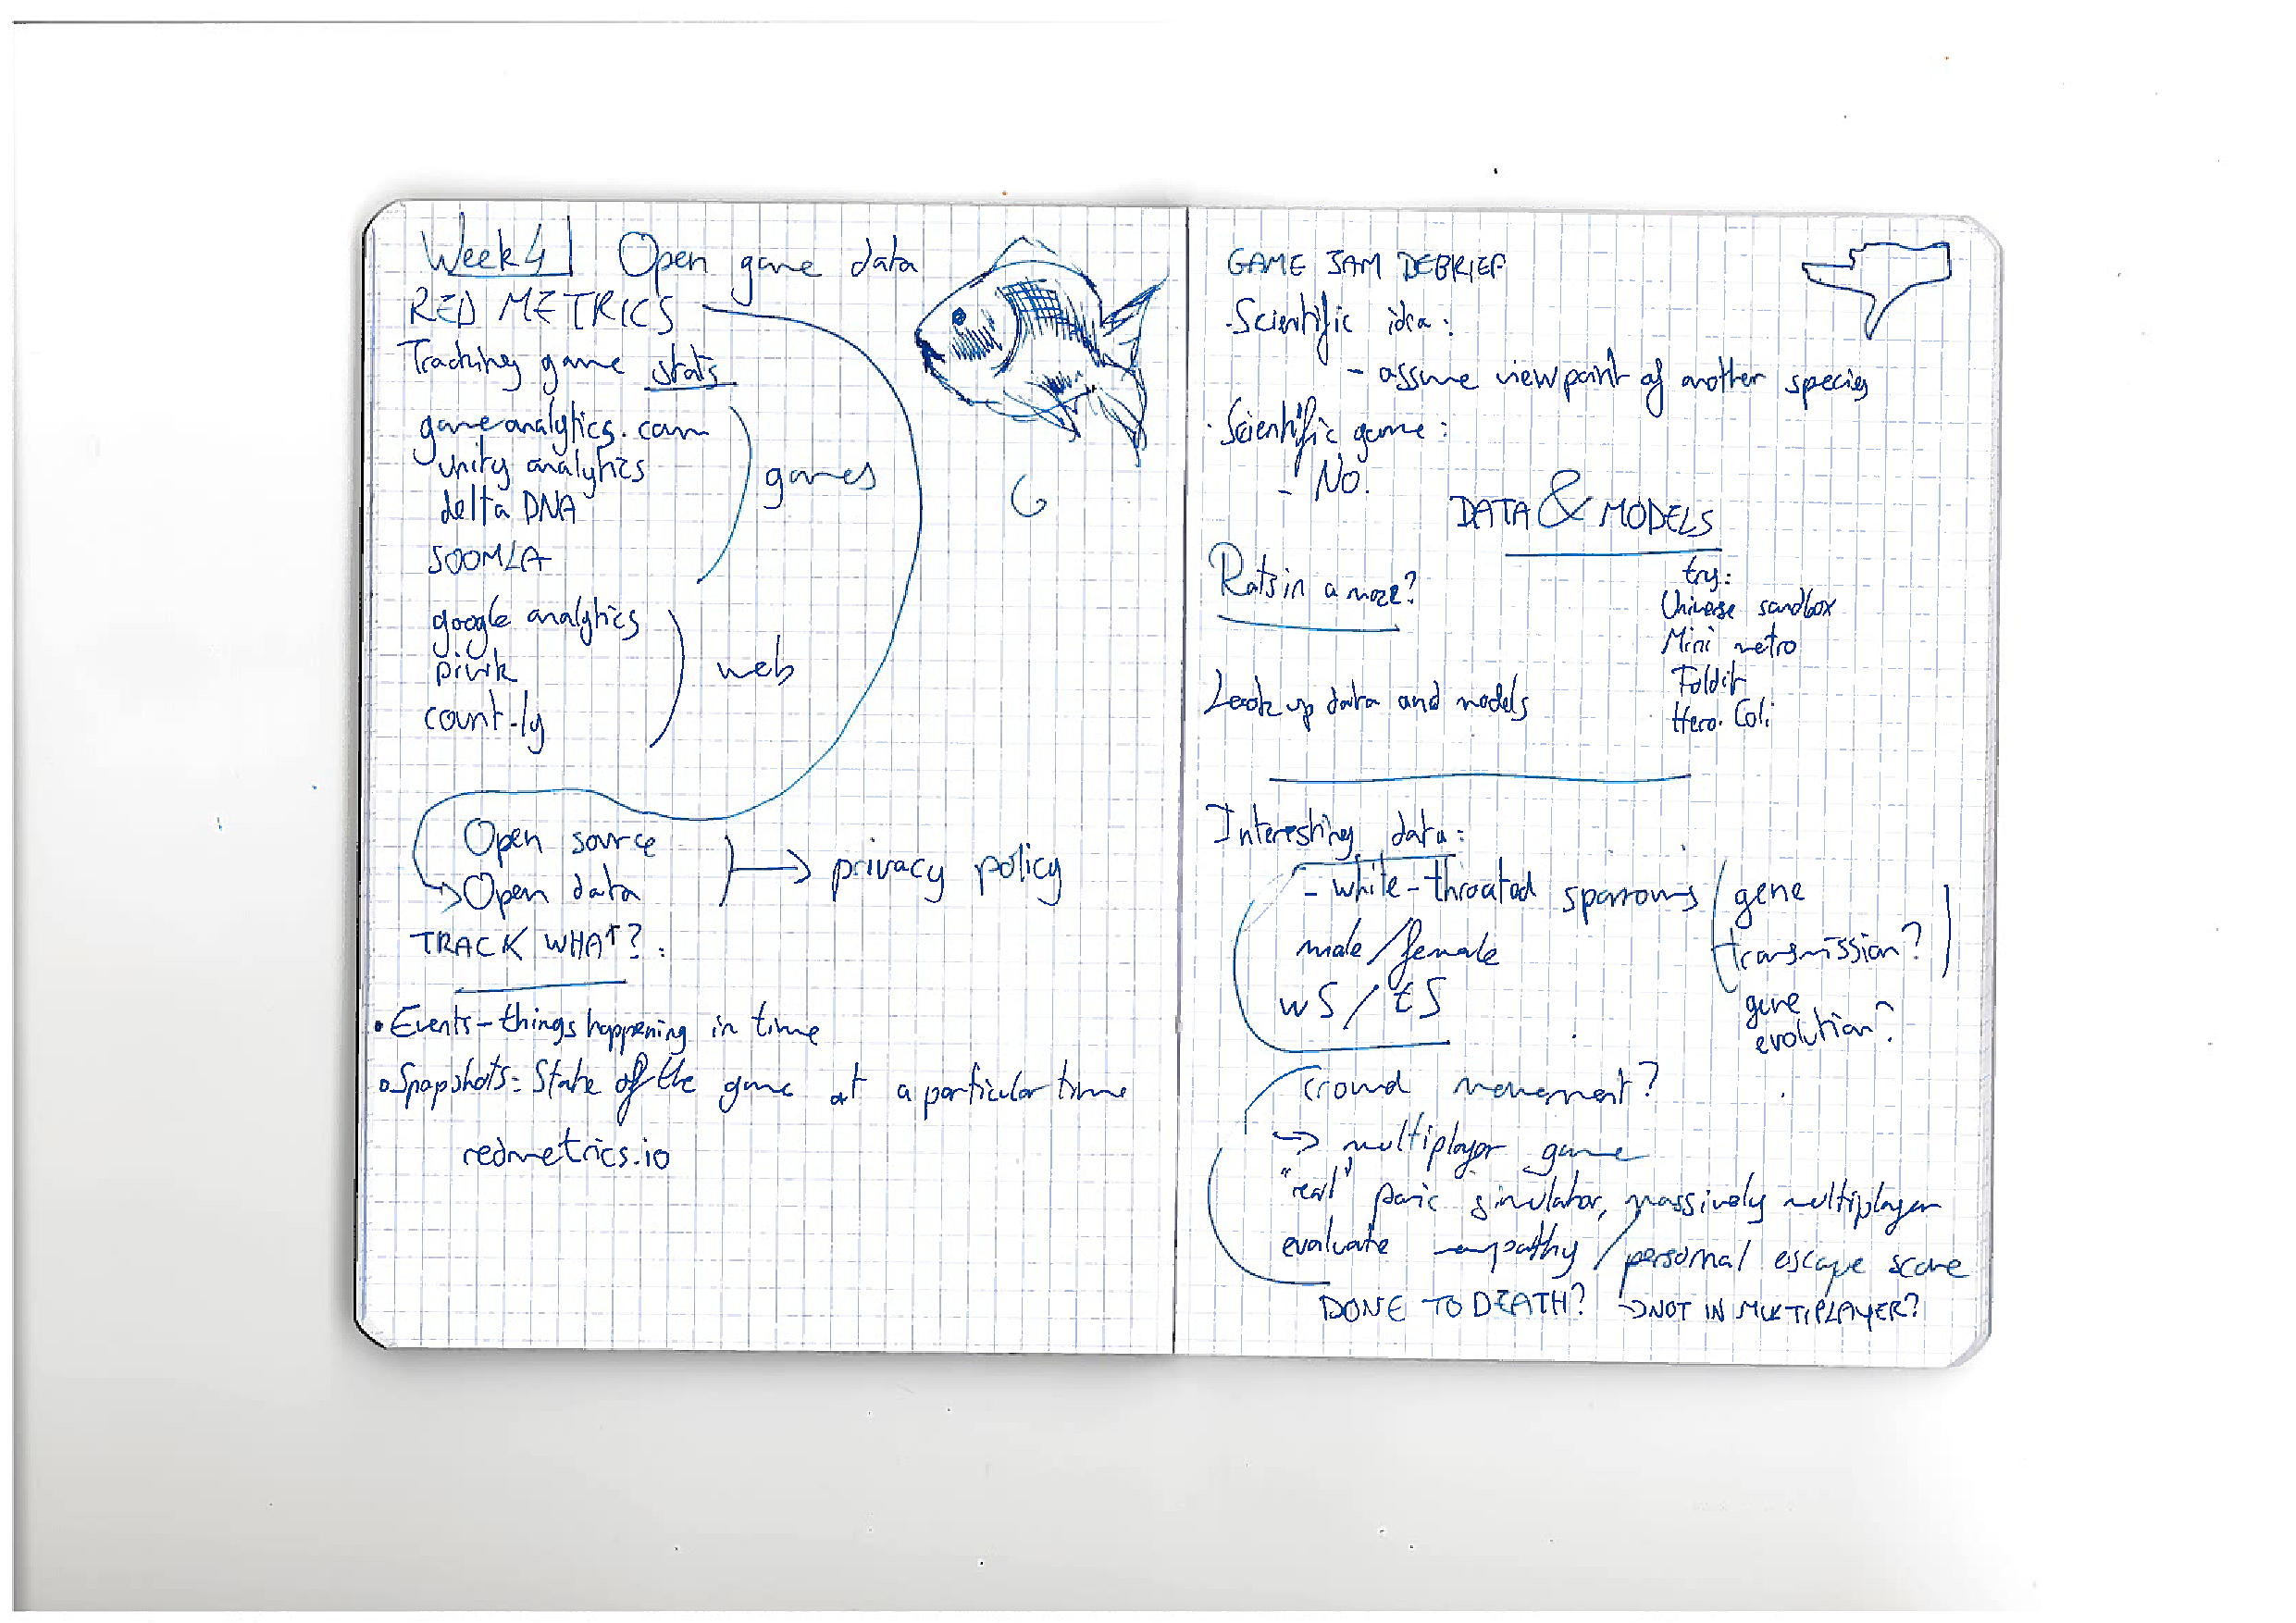 Week 4 Open game data
RED METRICS
Tracking game stats
gameanalytics.com
unity analytics
delta DNA
SOOMLA
games
google analytics
piwik
count.ly
web
Open source
Open data
privacy policy
TRACK WHAT? :
• Events - things happening in time
• Snapshots = State of the game at a particular time
redmetrics.io
GAME JAM DEBRIEF
- Scientific idea :
- assume viewpoint of another species
· Scientific game :
- No.
DATA & MODELS
Rats in a maze?
try:
Universe sandbox
Mini metro
Foldit
Hero.Coli
Look up data and models
Interesting data :
- white-throated sparrows (gene
transmission?)
male/female
WS / tS
gene
evolution?
crowd movement?
-> multiplayer game
"real" panic simulator, massively multiplayer
evaluate empathy / personal escape score
DONE TO DEATH? -> NOT IN MULTIPLAYER?